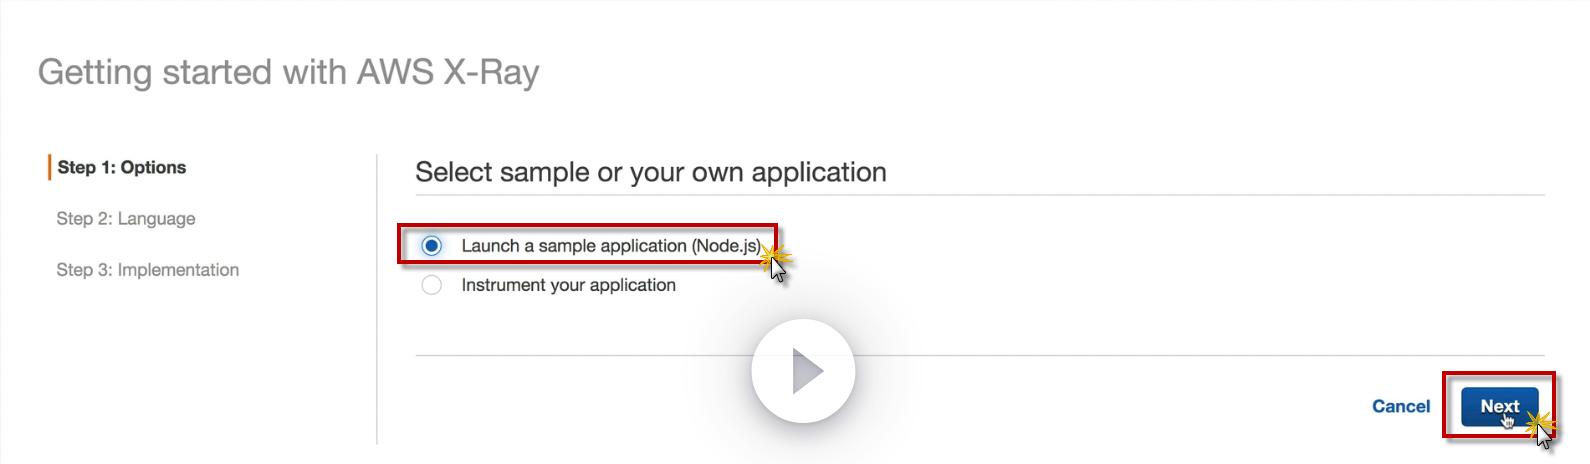 Getting started with AWS X-Ray
Step 1: Options
Step 2: Language
Step 3: Implementation
Select sample or your own application
Launch a sample application (Node.js)
Instrument your application
Cancel
Next